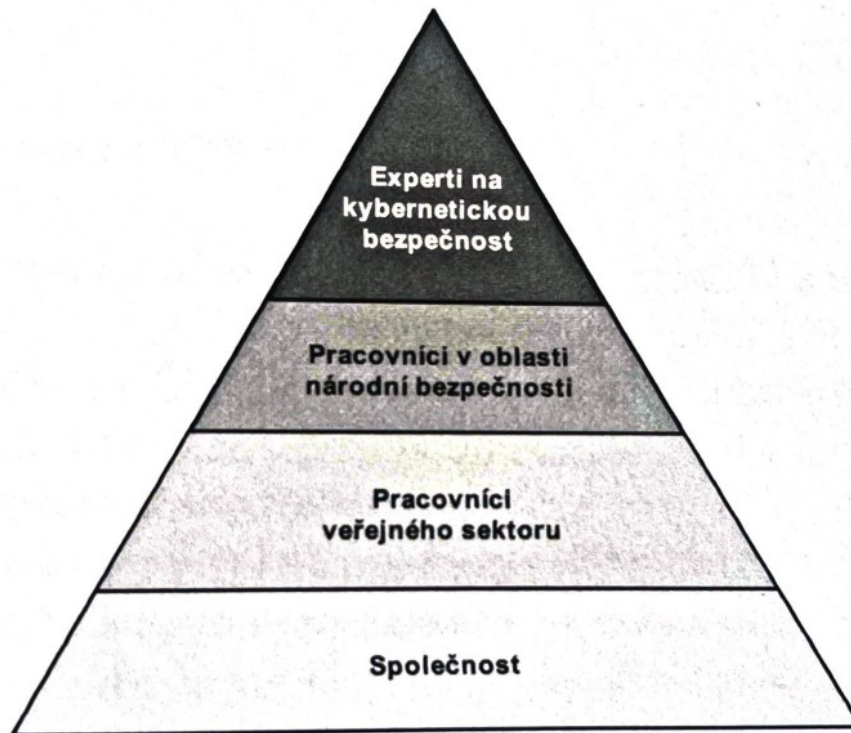 Experti na
kybernetickou
bezpečnost
Pracovníci v oblasti
národní bezpečnosti
Pracovníci
veřejného sektoru
Společnost